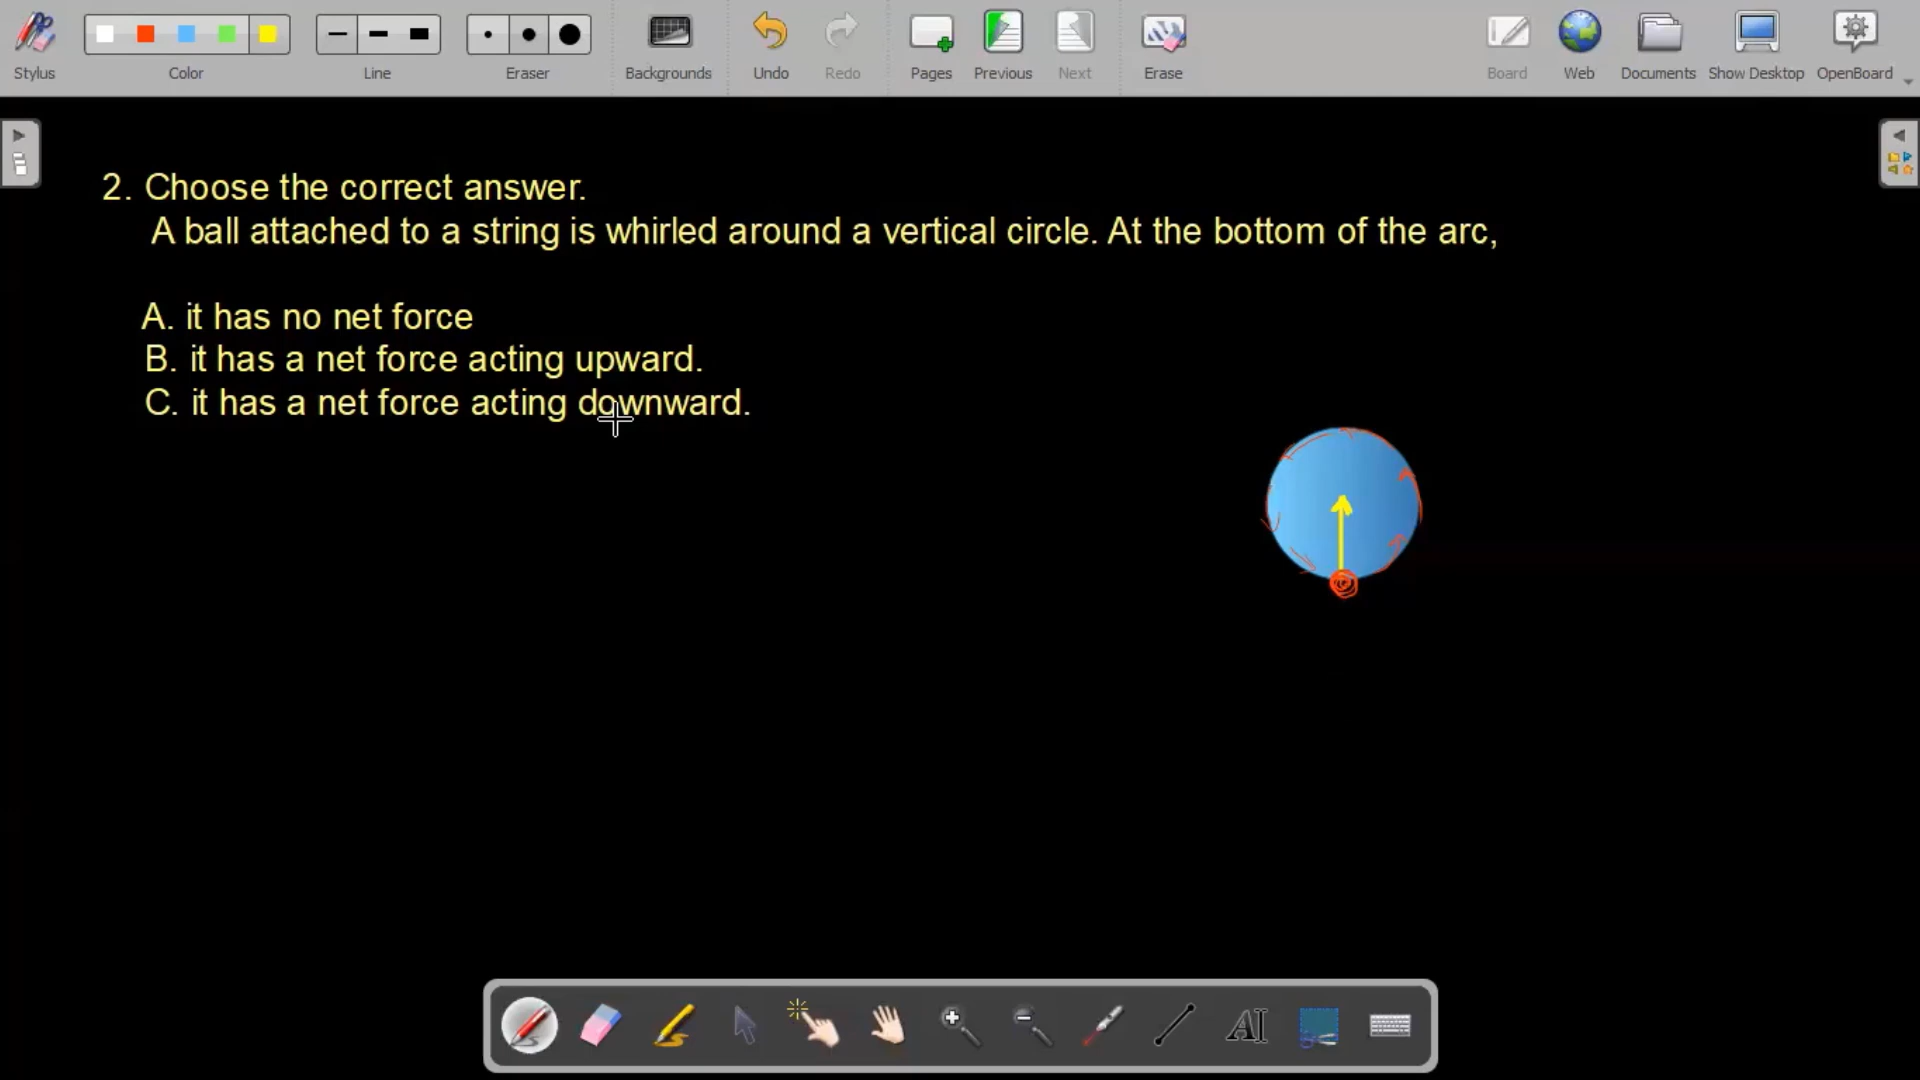 Stylus
Color
Line
Eraser
Backgrounds
Undo
Redo
Pages
Previous
Next
Erase
Board
Web
Documents
Show Desktop
OpenBoard
2. Choose the correct answer.
A ball attached to a string is whirled around a vertical circle. At the bottom of the arc,
A. it has no net force
B. it has a net force acting upward.
C. it has a net force acting downward.
AI